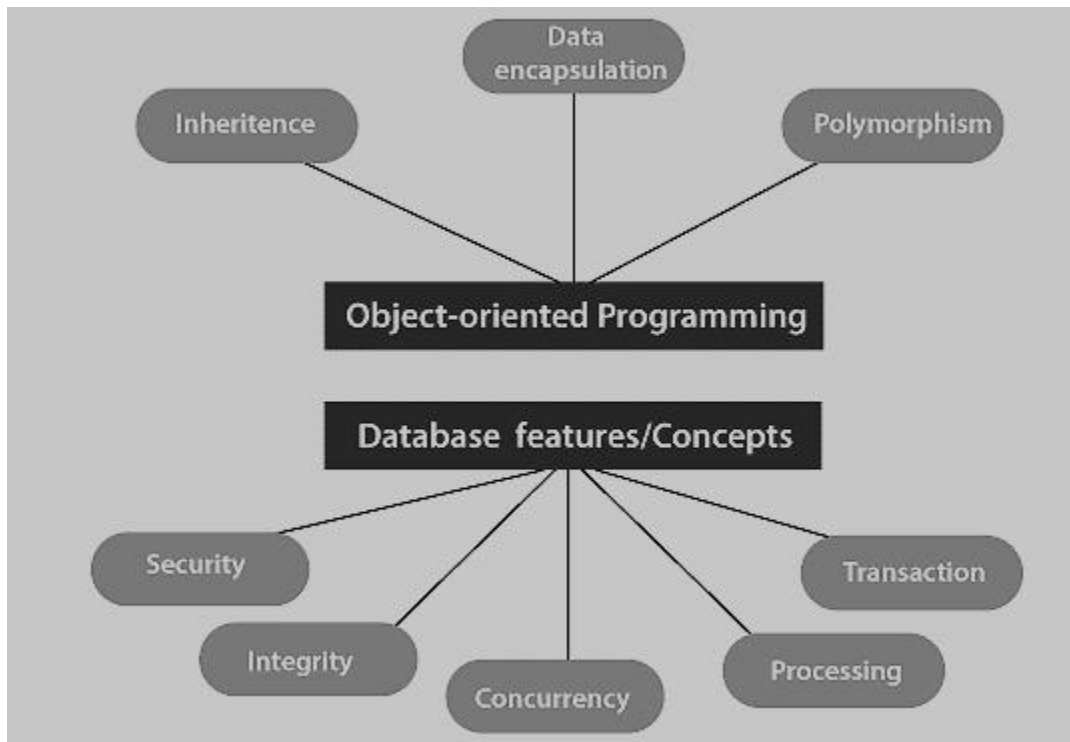 Data
encapsulation
Inheritence
Polymorphism
Object-oriented Programming
Database features/Concepts
Security
Transaction
Integrity
Processing
Concurrency